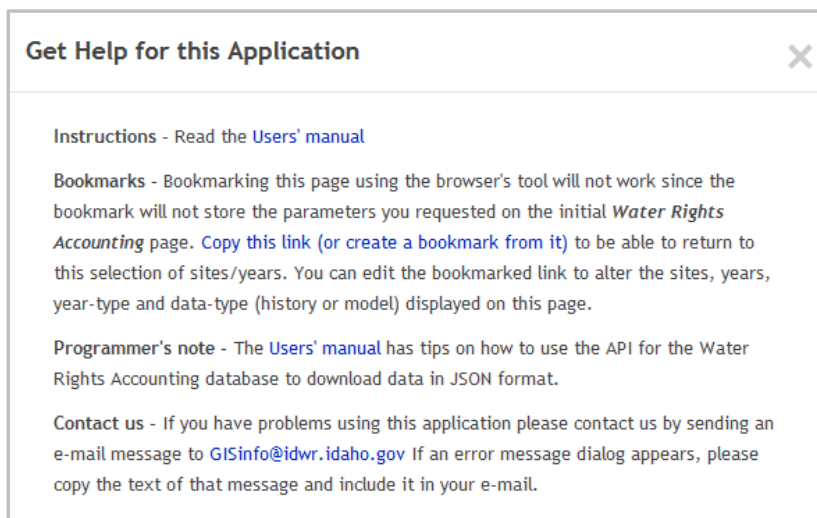 Get Help for this Application
Instructions - Read the Users' manual
Bookmarks - Bookmarking this page using the browser's tool will not work since the
bookmark will not store the parameters you requested on the initial Water Rights
Accounting page. Copy this link (or create a bookmark from it) to be able to return to
this selection of sites/years. You can edit the bookmarked link to alter the sites, years,
year-type and data-type (history or model) displayed on this page.
Programmer's note - The Users' manual has tips on how to use the API for the Water
Rights Accounting database to download data in JSON format.
Contact us - If you have problems using this application please contact us by sending an
e-mail message to GISinfo@idwr.idaho.gov If an error message dialog appears, please
copy the text of that message and include it in your e-mail.